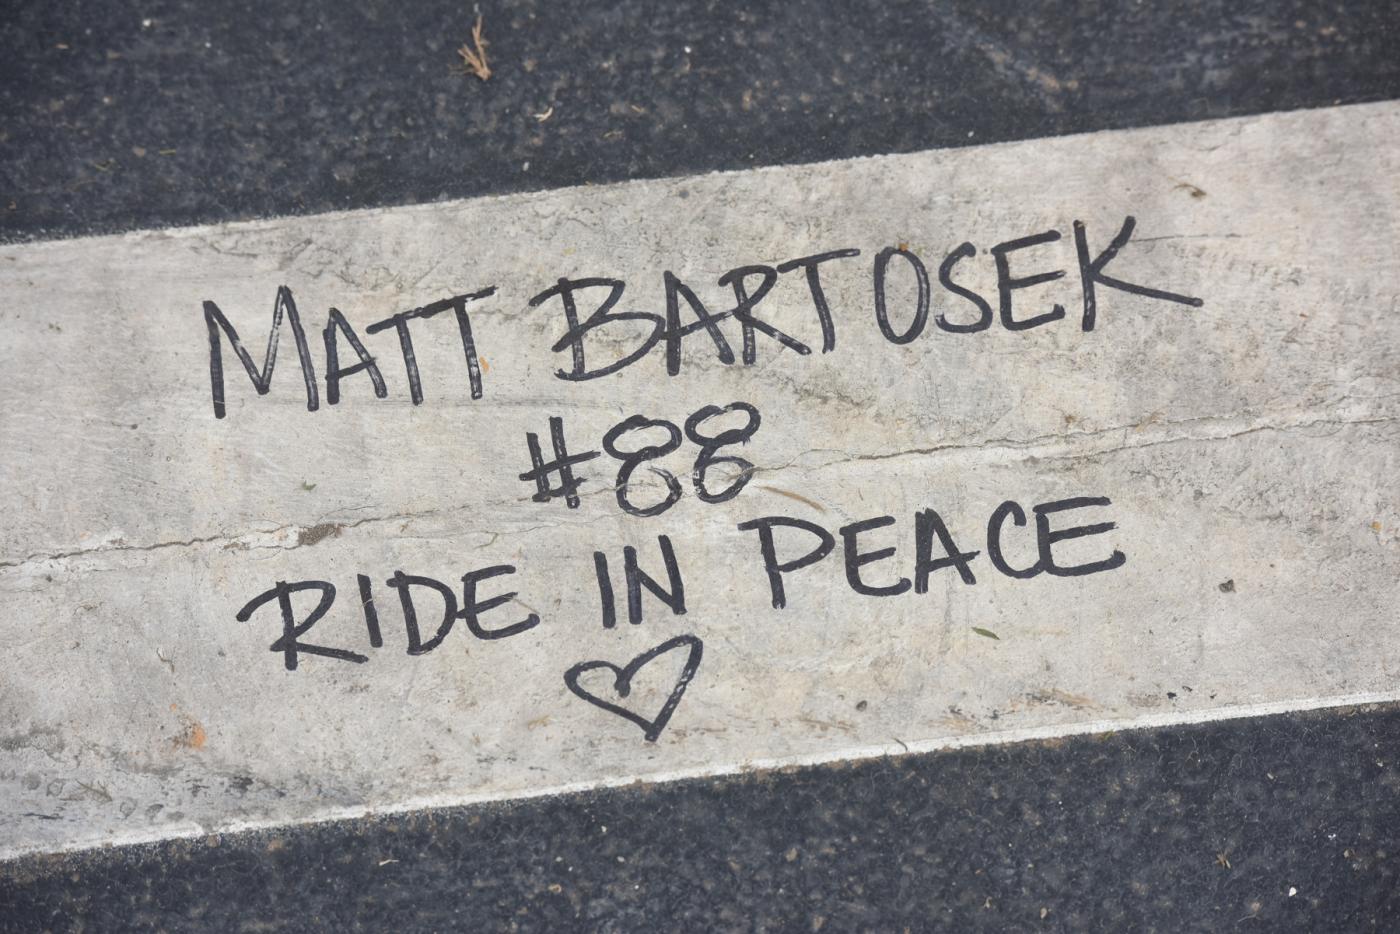 MATT BARTOSEK
#88
RIDE IN PEACE